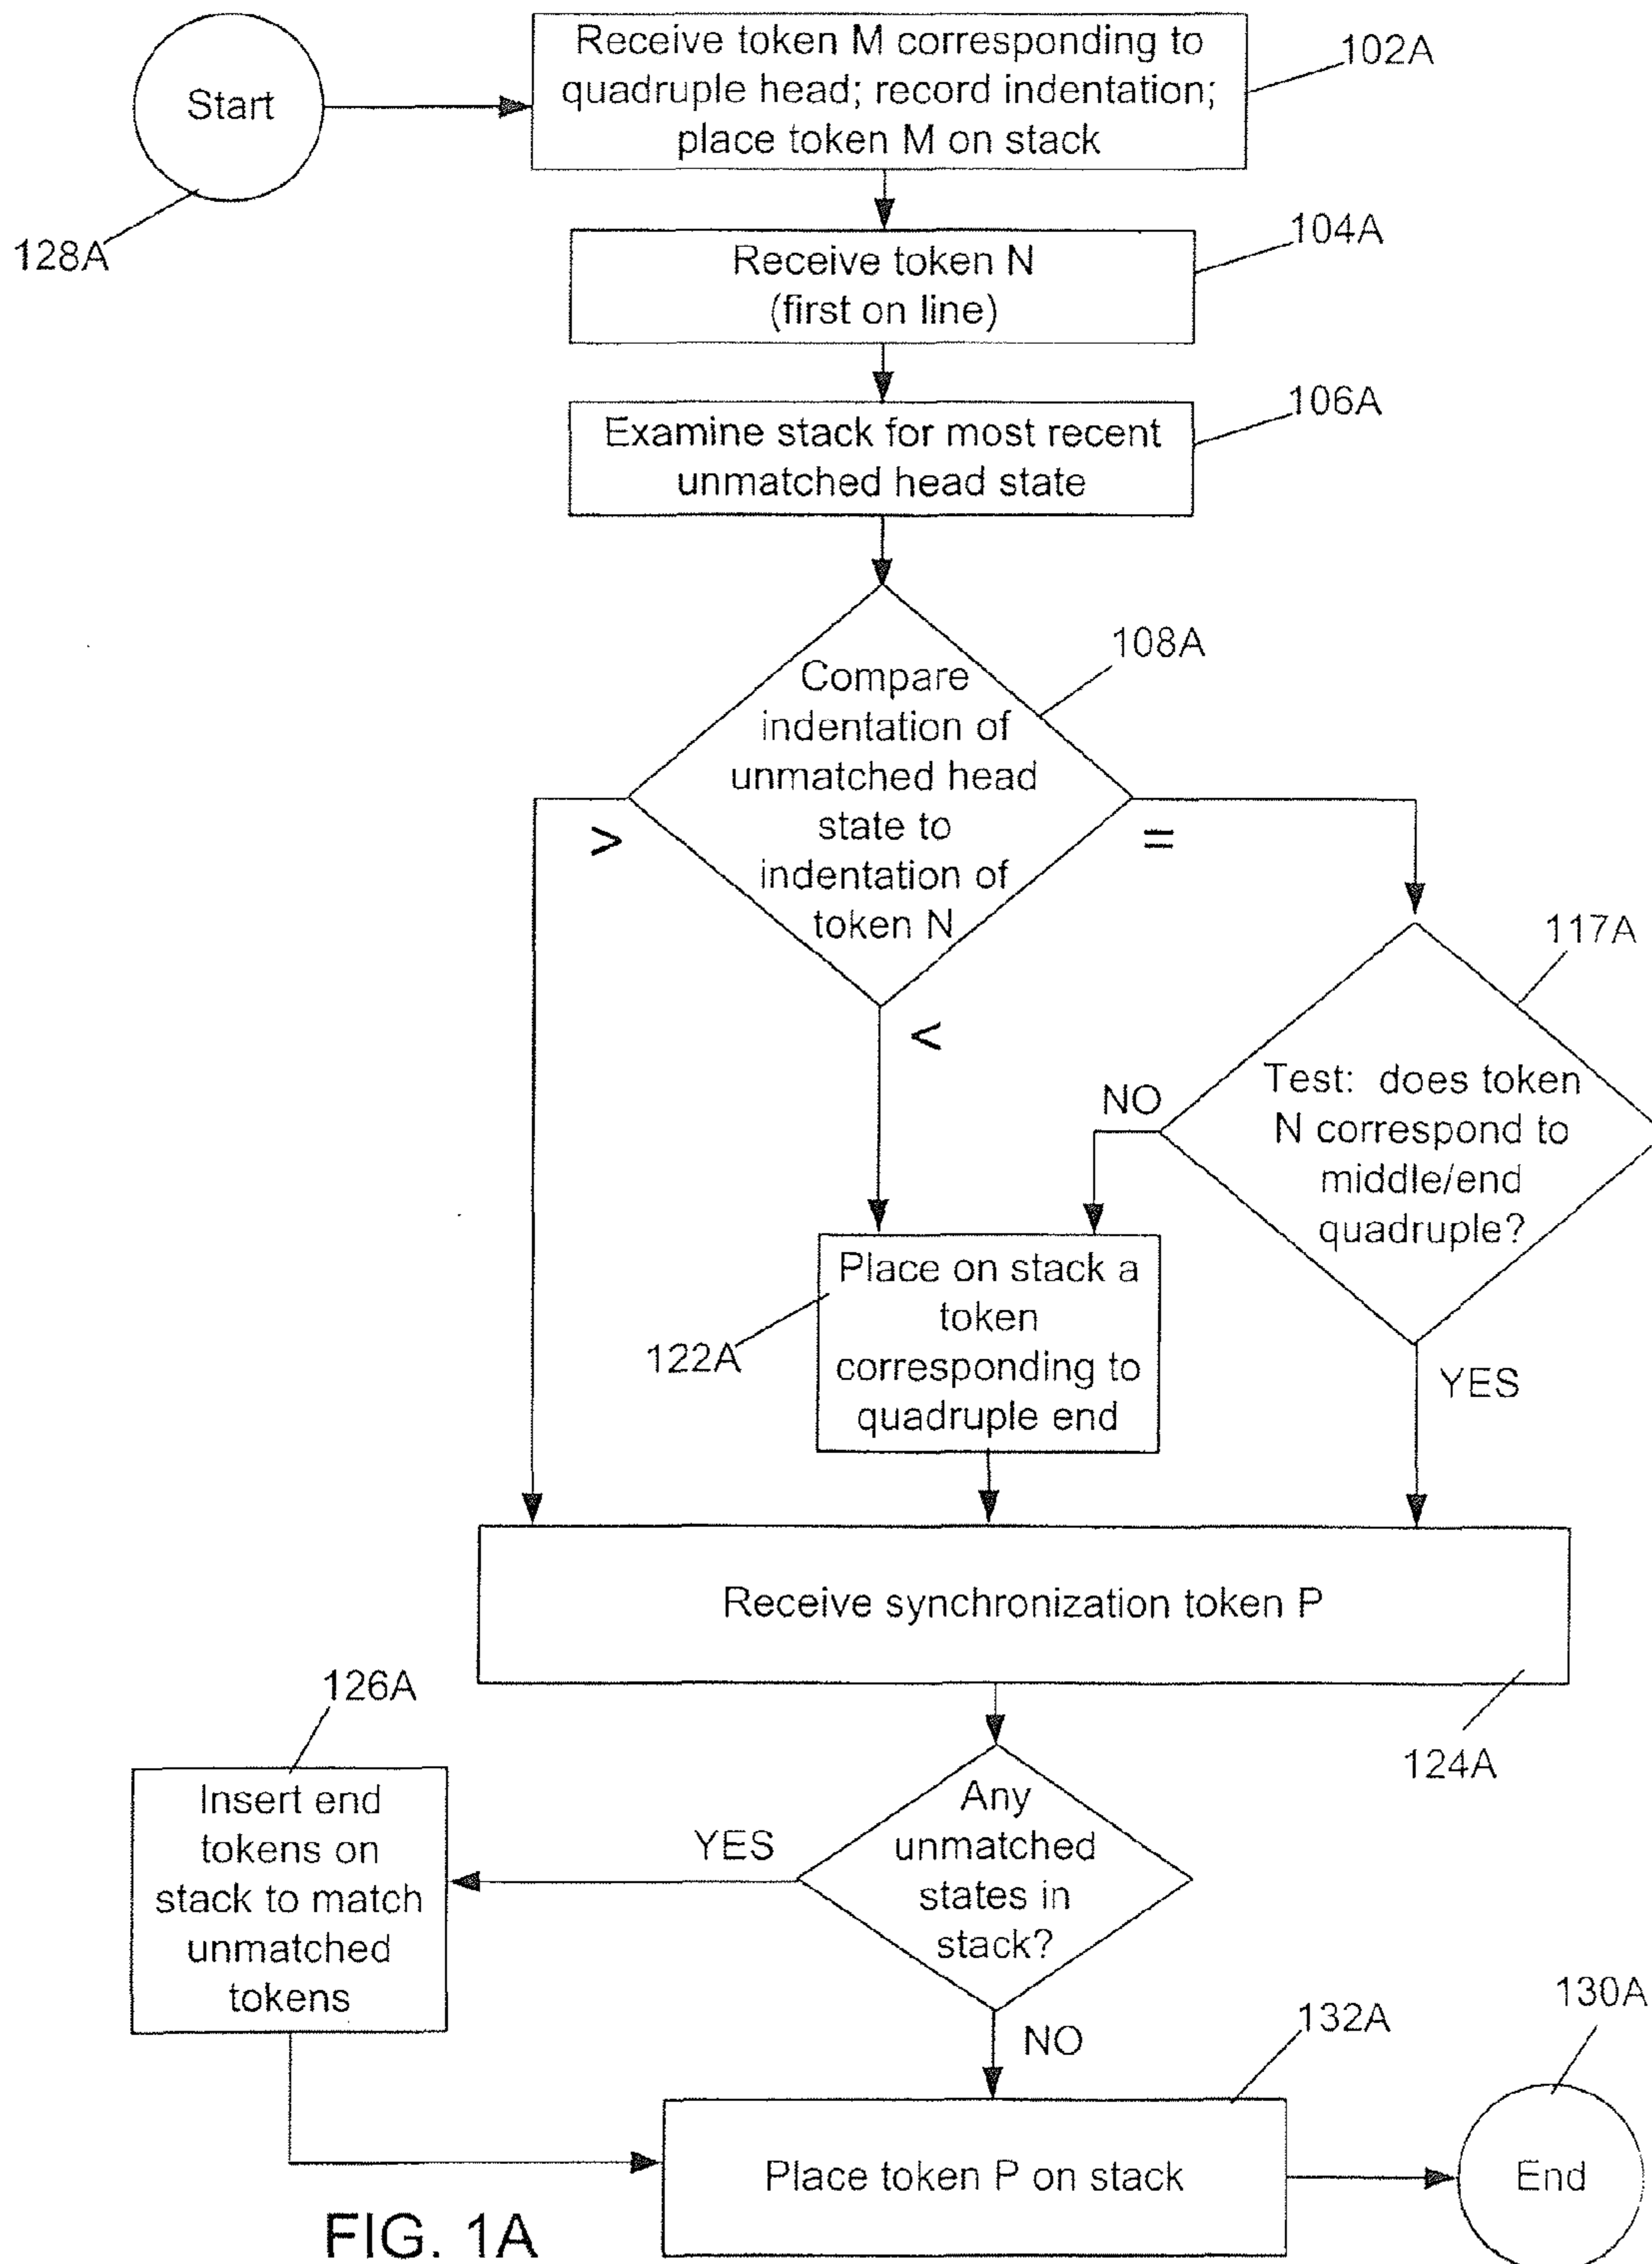 Start
128A
Receive token M corresponding to
quadruple head; record indentation;
place token M on stack
102A
Receive token N
(first on line)
104A
Examine stack for most recent
unmatched head state
106A
Compare
indentation of
unmatched head
state to
indentation of
token N
108A
>
=
<
117A
Test: does token
N correspond to
middle/end
quadruple?
NO
YES
Place on stack a
token
corresponding to
quadruple end
122A
Receive synchronization token P
124A
126A
Insert end
tokens on
stack to match
unmatched
tokens
YES
Any
unmatched
states in
stack?
NO
132A
Place token P on stack
130A
End
FIG. 1A